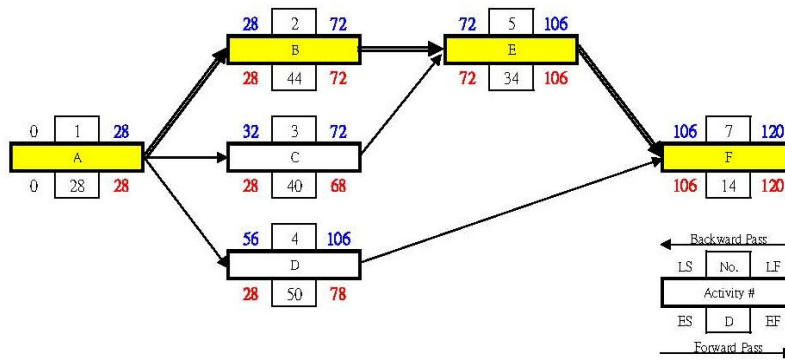 28 2 72
B
28 44 72
72 5 106
E
72 34 106
0 1 28
A
0 28 28
32 3 72
C
28 40 68
106 7 120
F
106 14 120
56 4 106
D
28 50 78
Backward Pass
LS No. LF
Activity #
ES D EF
Forward Pass